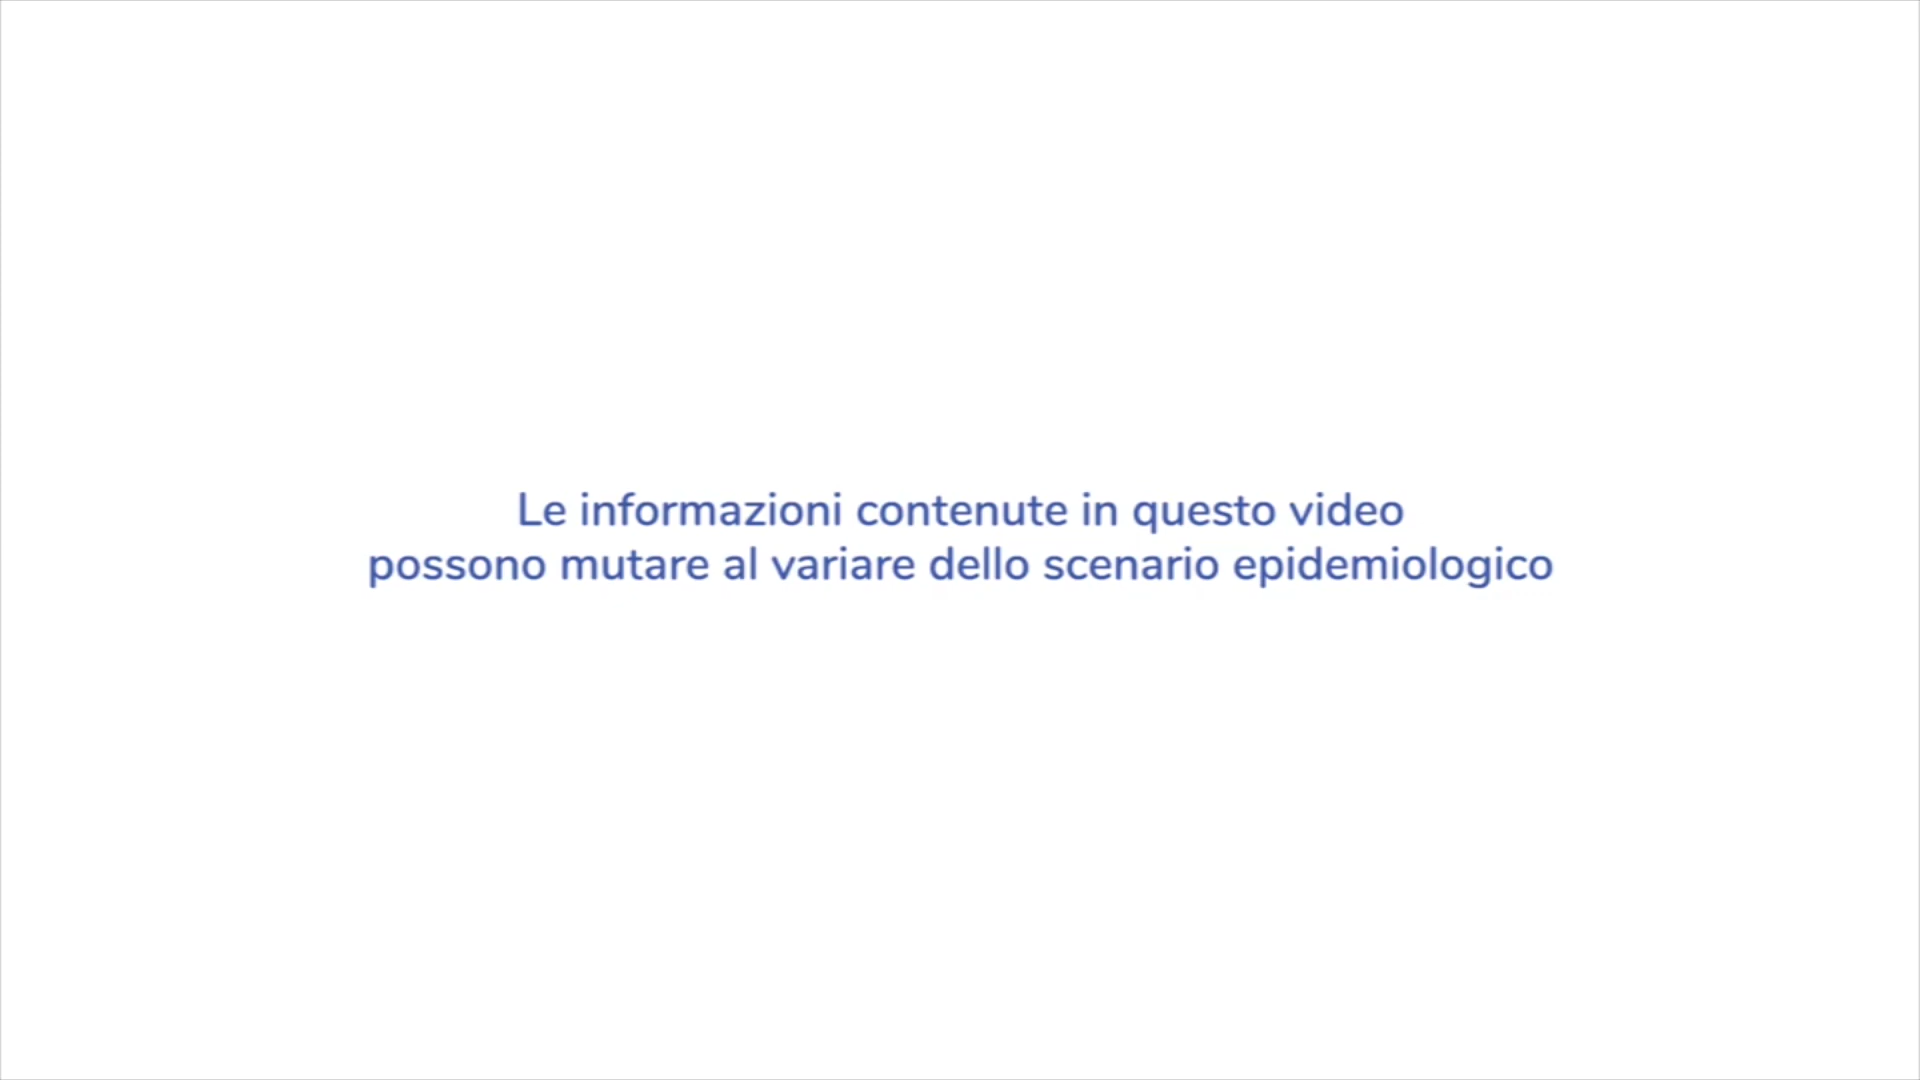 Le informazioni contenute in questo video
possono mutare al variare dello scenario epidemiologico